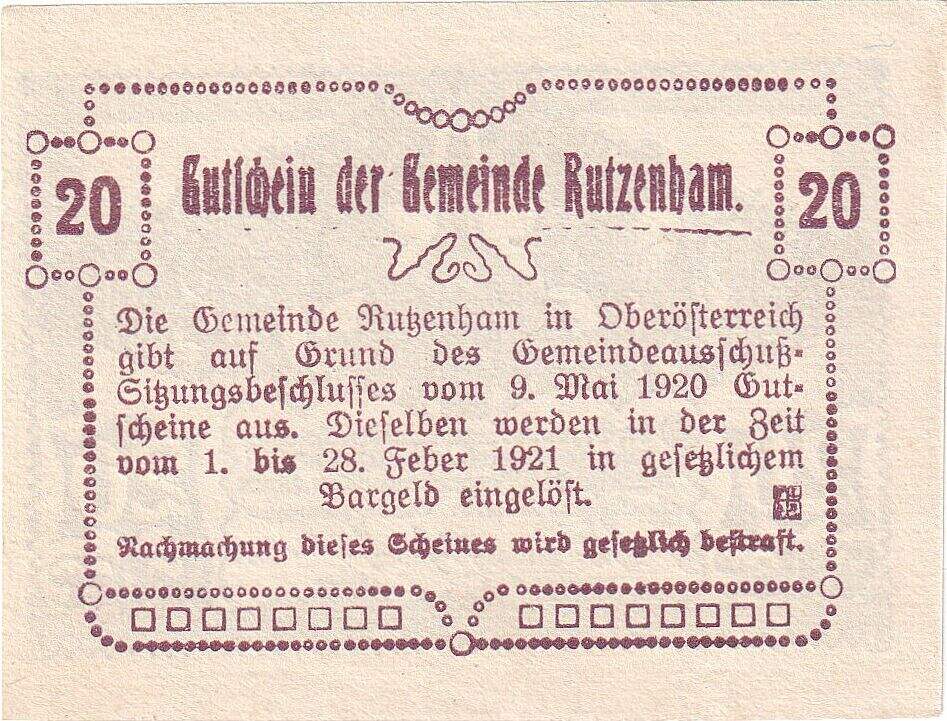 20 Gutschein der Gemeinde Rutzenham. 20
Die Gemeinde Rutzenham in Oberösterreich
gibt auf Grund des Gemeindeausschuß-
Sitzungsbeschlusses vom 9. Mai 1920 Gut-
scheine aus. Dieselben werden in der Zeit
vom 1. bis 28. Feber 1921 in gesetzlichem
Bargeld eingelöst.
Nachmachung dieses Scheines wird gesetzlich bestraft.